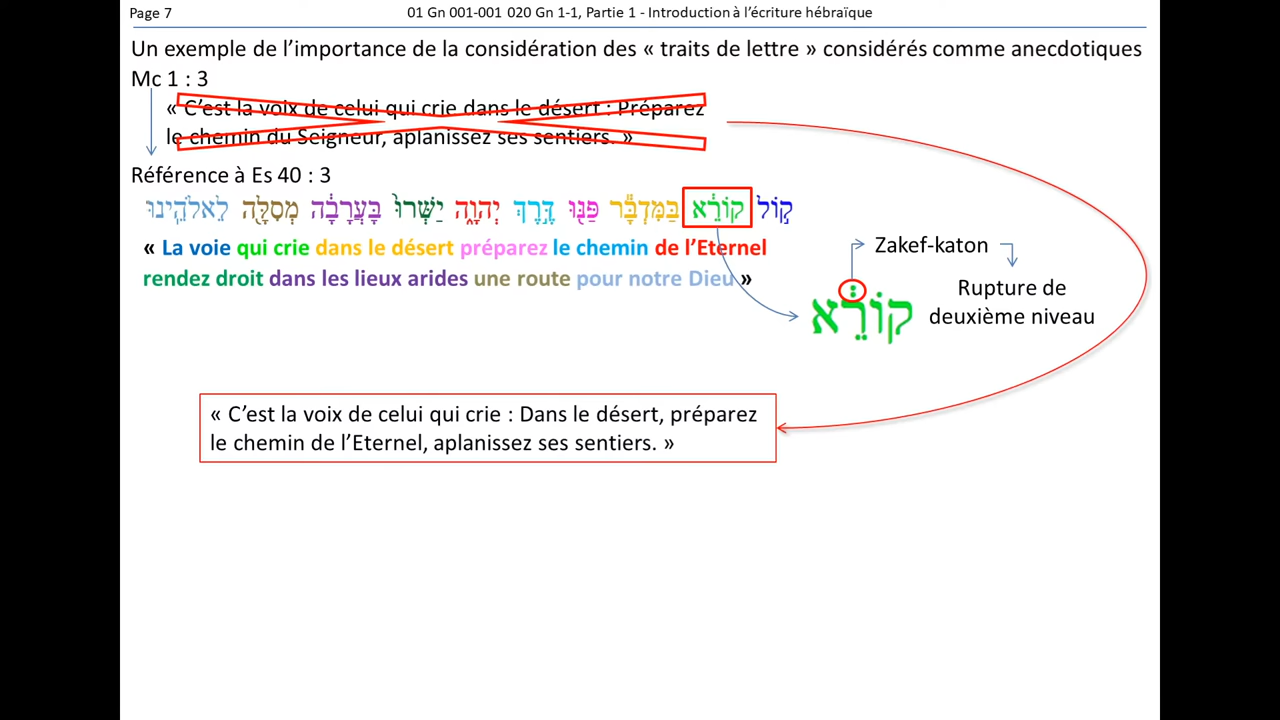 Page 7
01 Gn 001-001 020 Gn 1-1, Partie 1 - Introduction à l’écriture hébraïque
Un exemple de l’importance de la considération des « traits de lettre » considérés comme anecdotiques
Mc 1 : 3
« C’est la voix de celui qui crie dans le désert : Préparez
le chemin du Seigneur, aplanissez ses sentiers. »
Référence à Es 40 : 3
ק֣וֹל קוֹרֵ֔א בַּמִּדְבָּ֕ר פַּנּ֖וּ דֶּ֣רֶךְ יְהוָ֑ה יַשְּׁרוּ֙ בָּעֲרָבָ֔ה מְסִלָּ֖ה לֵאלֹהֵֽינוּ
« La voie qui crie dans le désert préparez le chemin de l’Eternel
rendez droit dans les lieux arides une route pour notre Dieu »
Zakef-katon
Rupture de
deuxième niveau
קוֹרֵ֔א
« C’est la voix de celui qui crie : Dans le désert, préparez
le chemin de l’Eternel, aplanissez ses sentiers. »